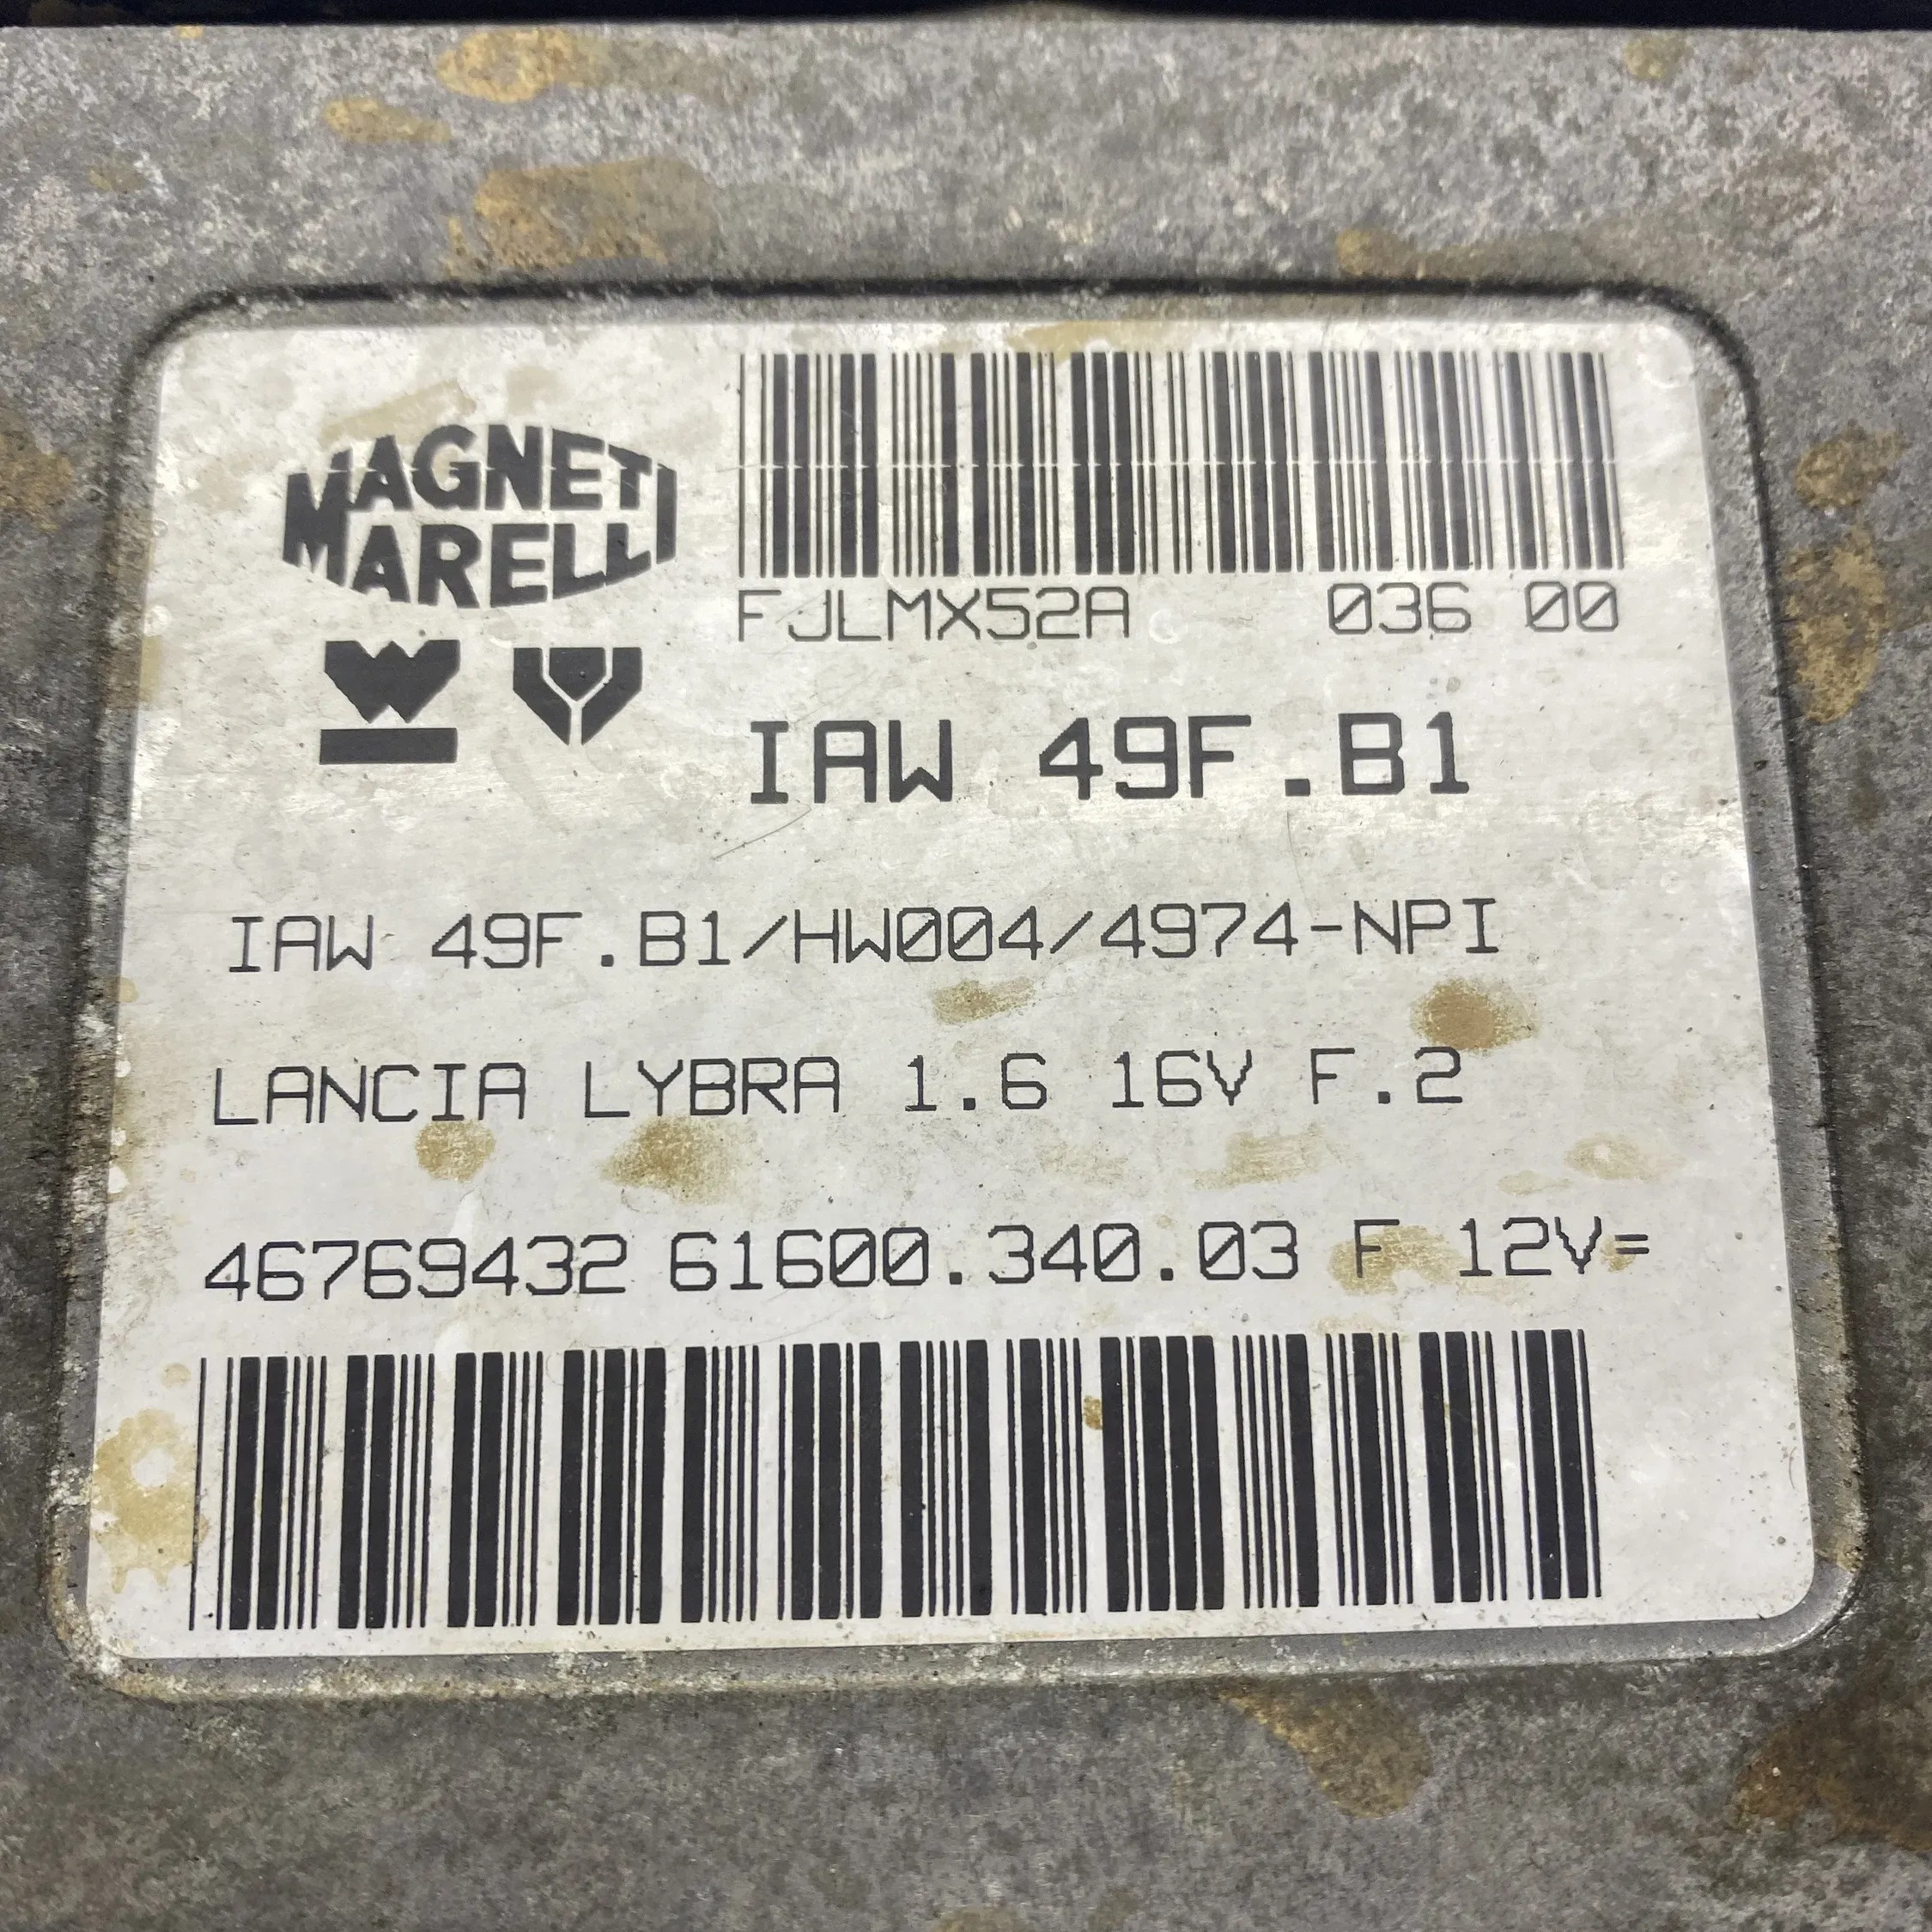 MAGNETI
MARELLI
FJLMX52A 036 00
IAW 49F.B1
IAW 49F.B1/HW004/4974-NPI
LANCIA LYBRA 1.6 16V F.2
46769432 61600.340.03 F 12V=